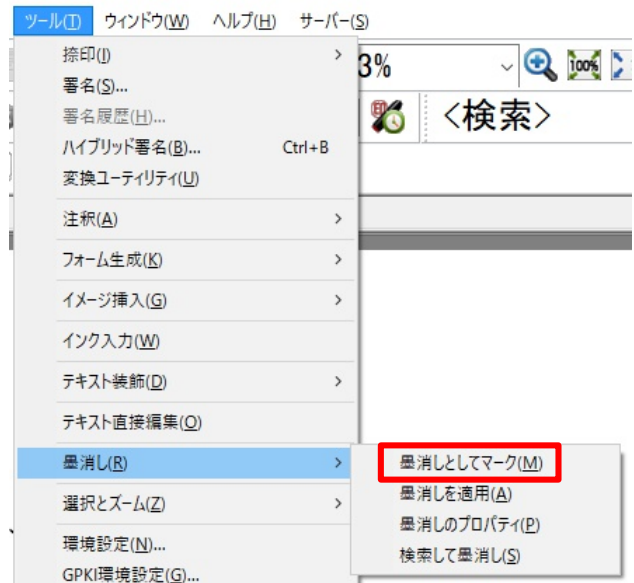 ツール(T) ウィンドウ(W) ヘルプ(H) サーバー(S)
捺印(I)
3%
100%
署名(S)...
署名履歴(H)...
<検索>
ハイブリッド署名(B)... Ctrl+B
変換ユーティリティ(U)
注釈(A)
フォーム生成(K)
イメージ挿入(G)
インク入力(W)
テキスト装飾(D)
テキスト直接編集(O)
墨消し(R)
墨消しとしてマーク(M)
墨消しを適用(A)
選択とズーム(Z)
墨消しのプロパティ(P)
環境設定(N)...
検索して墨消し(S)
GPKI環境設定(G)...